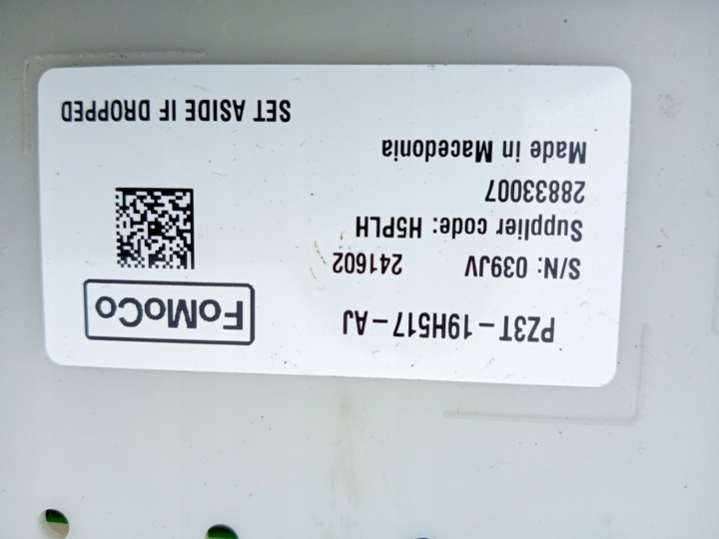 PZ3T-19H517-AJ
FoMoCo
S/N: 039JV 241602
Supplier code: H5PLH
28833007
Made in Macedonia
SET ASIDE IF DROPPED